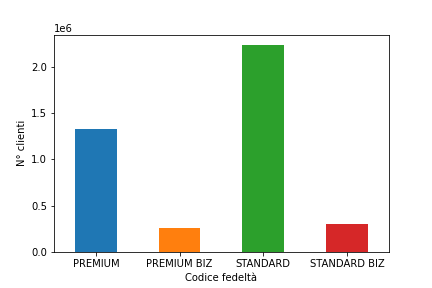 1e6
2.0
1.5
1.0
0.5
0.0
N° clienti
PREMIUM PREMIUM BIZ STANDARD STANDARD BIZ
Codice fedeltà